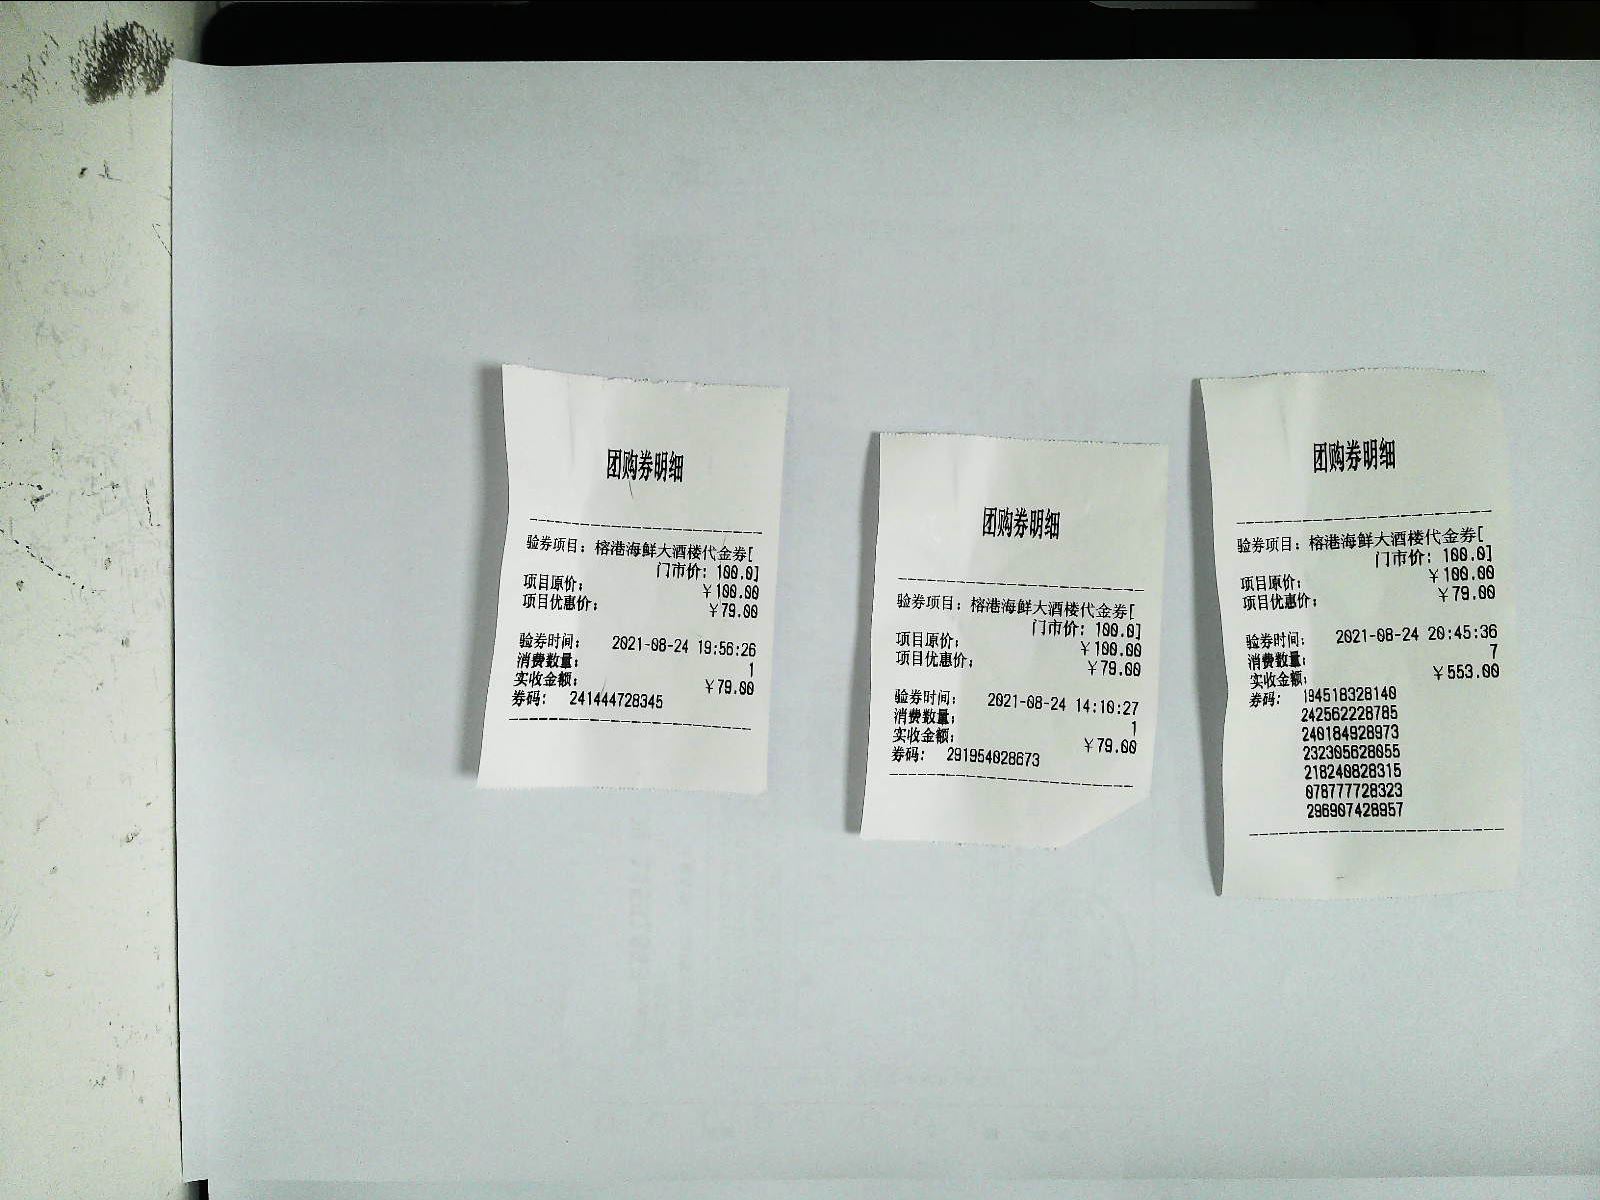 团购券明细
验券项目：榕港海鲜大酒楼代金券[
门市价：100.0]
项目原价： ￥100.00
项目优惠价： ￥79.00
验券时间： 2021-08-24 19:56:26
消费数量： 1
实收金额： ￥79.00
券码： 241444728345
团购券明细
验券项目：榕港海鲜大酒楼代金券[
门市价：100.0]
项目原价： ￥100.00
项目优惠价： ￥79.00
验券时间： 2021-08-24 14:10:27
消费数量： 1
实收金额： ￥79.00
券码： 291954028673
团购券明细
验券项目：榕港海鲜大酒楼代金券[
门市价：100.0]
项目原价： ￥100.00
项目优惠价： ￥79.00
验券时间： 2021-08-24 20:45:36
消费数量： 7
实收金额： ￥553.00
券码： 194518328140
242562228785
240184928973
232305628055
218240828315
078777728323
286907428957